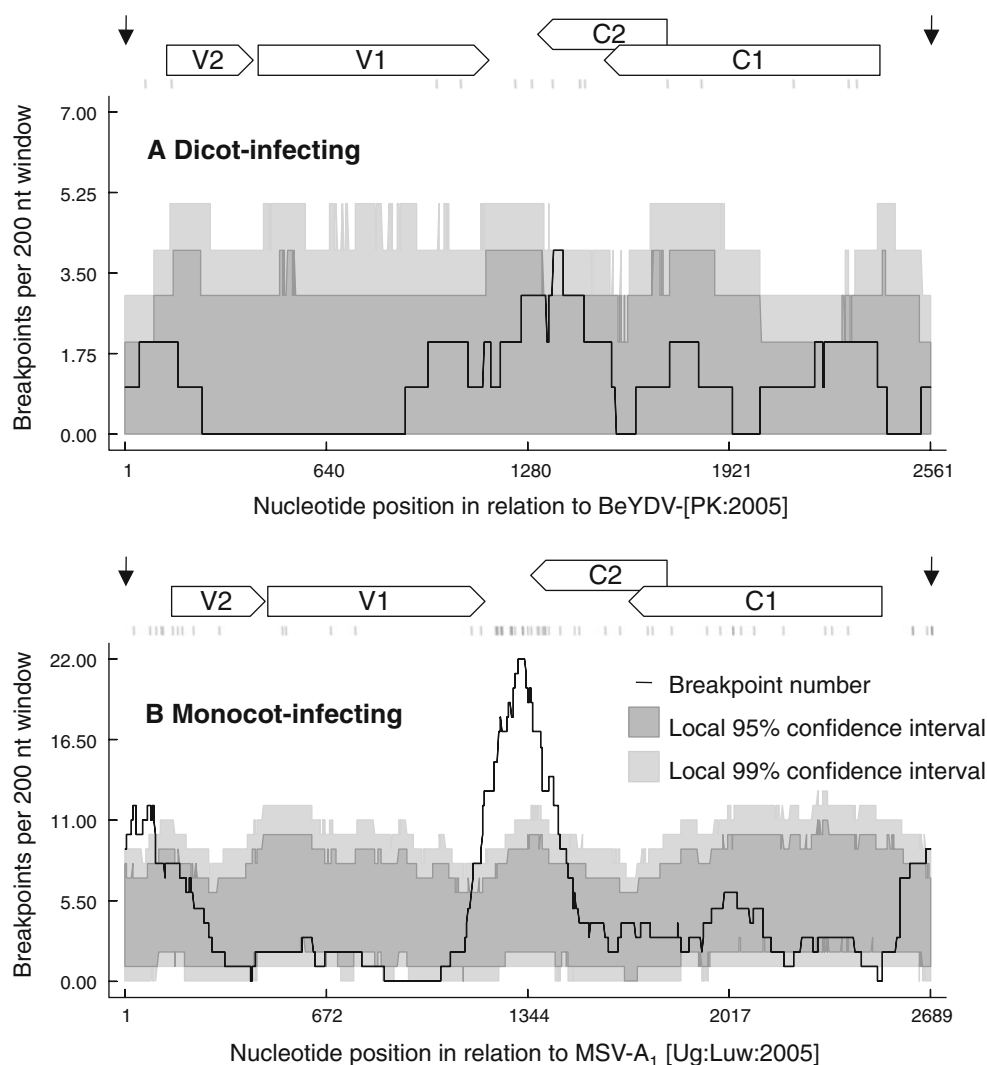 C2
V2 V1 C1
7.00
5.25
3.50
1.75
0.00
Breakpoints per 200 nt window
A Dicot-infecting
1 640 1280 1921 2561
Nucleotide position in relation to BeYDV-[PK:2005]
C2
V2 V1 C1
22.00
16.50
11.00
5.50
0.00
Breakpoints per 200 nt window
B Monocot-infecting
Breakpoint number
Local 95% confidence interval
Local 99% confidence interval
1 672 1344 2017 2689
Nucleotide position in relation to MSV-A₁ [Ug:Luw:2005]